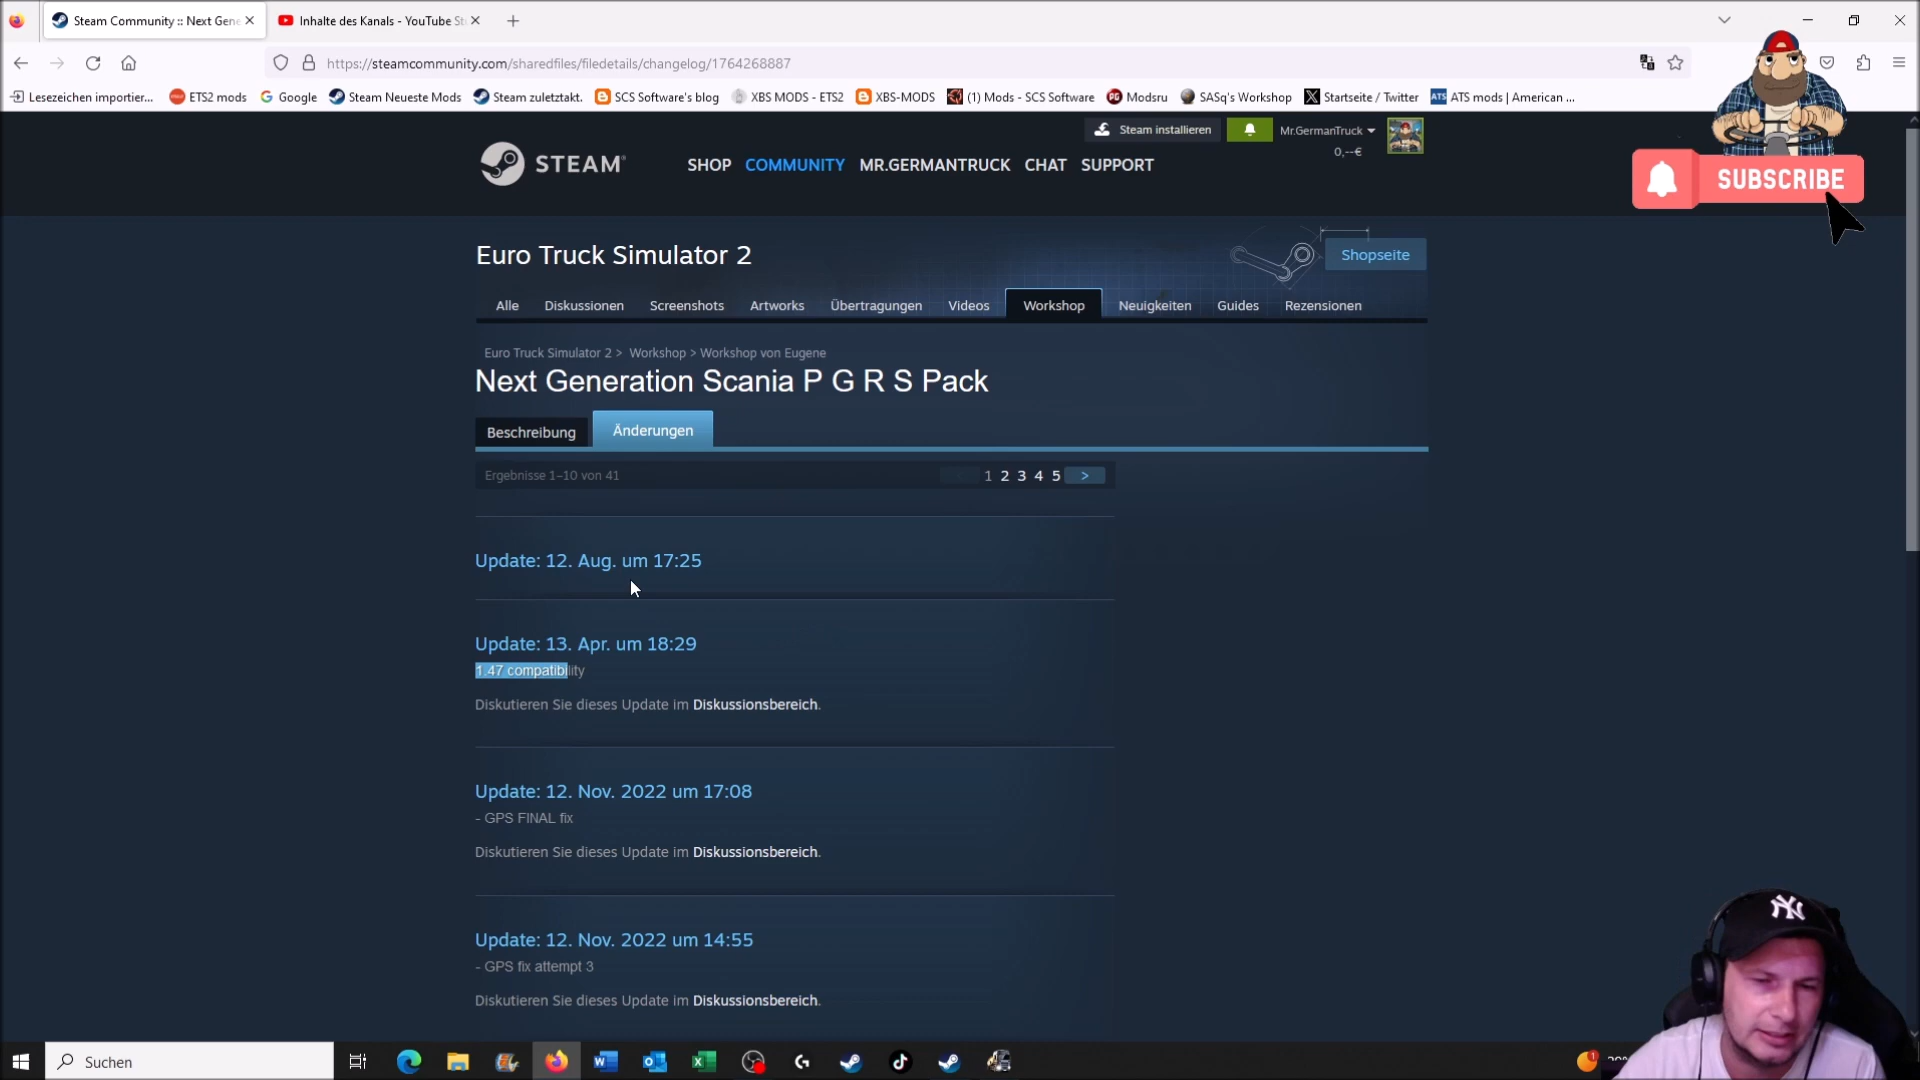 Steam Community :: Next Gene
Inhalte des Kanals - YouTube St
https://steamcommunity.com/sharedfiles/filedetails/changelog/1764268887
Lesezeichen importier...
ETS2 mods
Google
Steam Neueste Mods
Steam zuletztakt.
SCS Software's blog
XBS MODS - ETS2
XBS-MODS
(1) Mods - SCS Software
Modsru
SASq's Workshop
Startseite / Twitter
ATS mods | American ...
Steam installieren
Mr.GermanTruck
0,--€
STEAM
SHOP
COMMUNITY
MR.GERMANTRUCK
CHAT
SUPPORT
SUBSCRIBE
Euro Truck Simulator 2
Shopseite
Alle
Diskussionen
Screenshots
Artworks
Übertragungen
Videos
Workshop
Neuigkeiten
Guides
Rezensionen
Euro Truck Simulator 2 > Workshop > Workshop von Eugene
Next Generation Scania P G R S Pack
Beschreibung
Änderungen
Ergebnisse 1–10 von 41
< 1 2 3 4 5 >
Update: 12. Aug. um 17:25
Update: 13. Apr. um 18:29
1.47 compatibility
Diskutieren Sie dieses Update im Diskussionsbereich.
Update: 12. Nov. 2022 um 17:08
- GPS FINAL fix
Diskutieren Sie dieses Update im Diskussionsbereich.
Update: 12. Nov. 2022 um 14:55
- GPS fix attempt 3
Diskutieren Sie dieses Update im Diskussionsbereich.
NY
Suchen